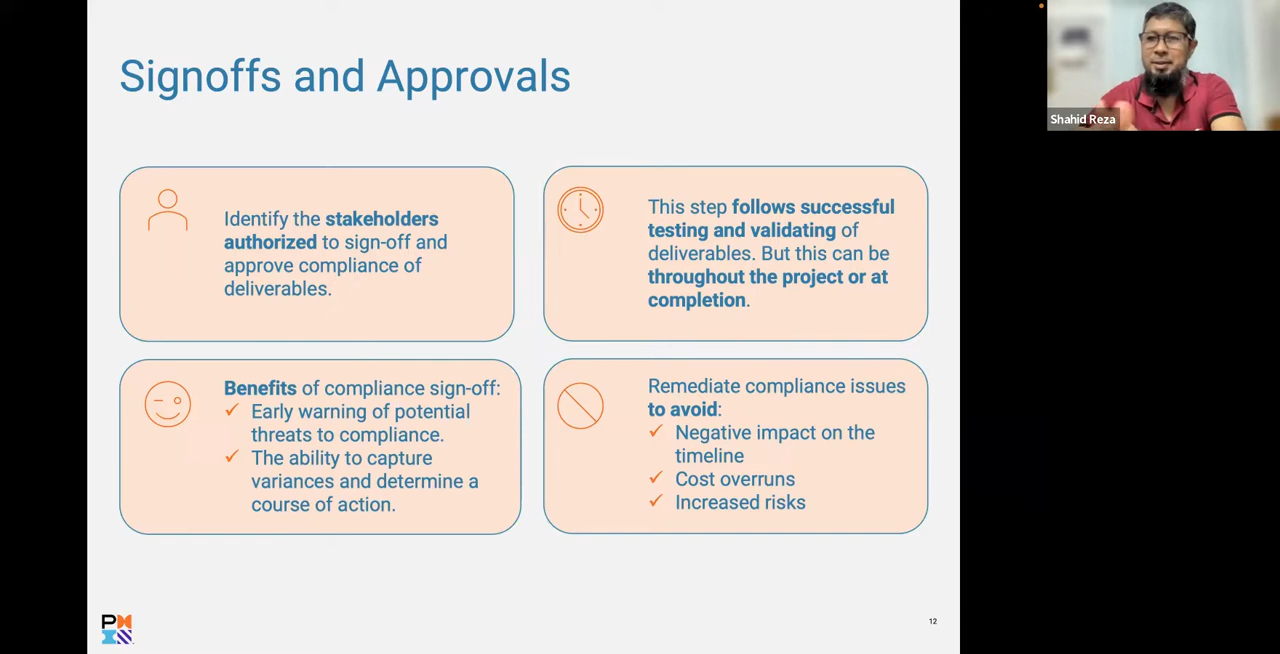 Signoffs and Approvals
Shahid Reza
Identify the stakeholders
authorized to sign-off and
approve compliance of
deliverables.
This step follows successful
testing and validating of
deliverables. But this can be
throughout the project or at
completion.
Benefits of compliance sign-off:
Early warning of potential
threats to compliance.
The ability to capture
variances and determine a
course of action.
Remediate compliance issues
to avoid:
Negative impact on the
timeline
Cost overruns
Increased risks
12